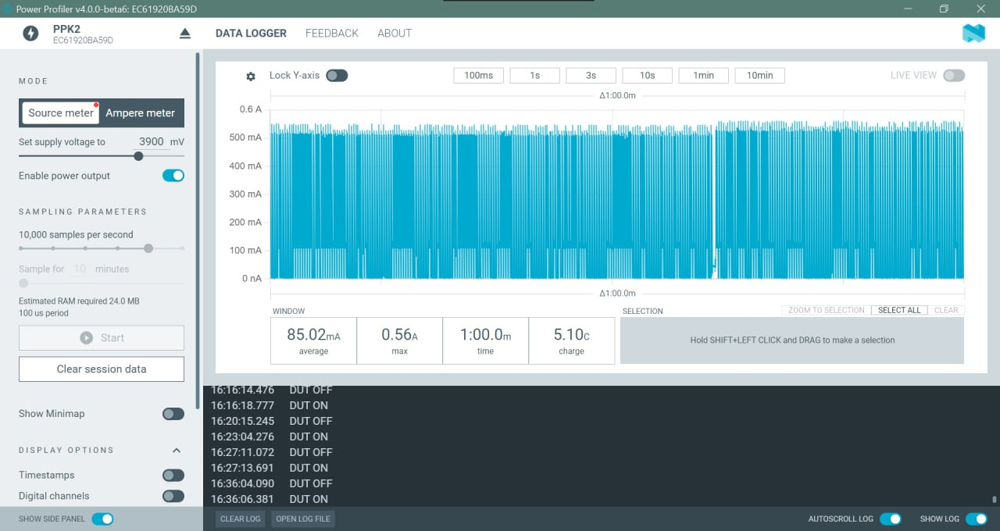 Power Profiler v4.0.0-beta6: EC61920BA59D
PPK2
EC61920BA59D
DATA LOGGER FEEDBACK ABOUT
MODE
Source meter Ampere meter
Set supply voltage to 3900 mV
Enable power output
SAMPLING PARAMETERS
10,000 samples per second
Sample for 10 minutes
Estimated RAM required 24.0 MB
100 us period
Start
Clear session data
Show Minimap
DISPLAY OPTIONS
Timestamps
Digital channels
SHOW SIDE PANEL
Lock Y-axis 100ms 1s 3s 10s 1min 10min LIVE VIEW
Δ1:00.0m
0.6 A
500 mA
400 mA
300 mA
200 mA
100 mA
0 nA
Δ1:00.0m
WINDOW
85.02mA 0.56A 1:00.0m 5.10C
average max time charge
SELECTION ZOOM TO SELECTION SELECT ALL CLEAR
Hold SHIFT+LEFT CLICK and DRAG to make a selection
16:16:14.476 DUT OFF
16:16:18.777 DUT ON
16:20:15.245 DUT OFF
16:23:04.276 DUT ON
16:27:11.072 DUT OFF
16:27:13.691 DUT ON
16:36:04.090 DUT OFF
16:36:06.381 DUT ON
CLEAR LOG OPEN LOG FILE AUTOSCROLL LOG SHOW LOG